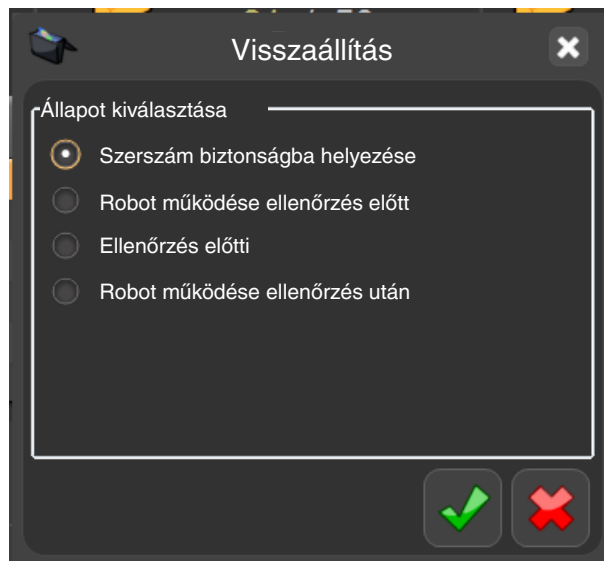 Visszaállítás
Állapot kiválasztása
Szerszám biztonságba helyezése
Robot működése ellenőrzés előtt
Ellenőrzés előtti
Robot működése ellenőrzés után